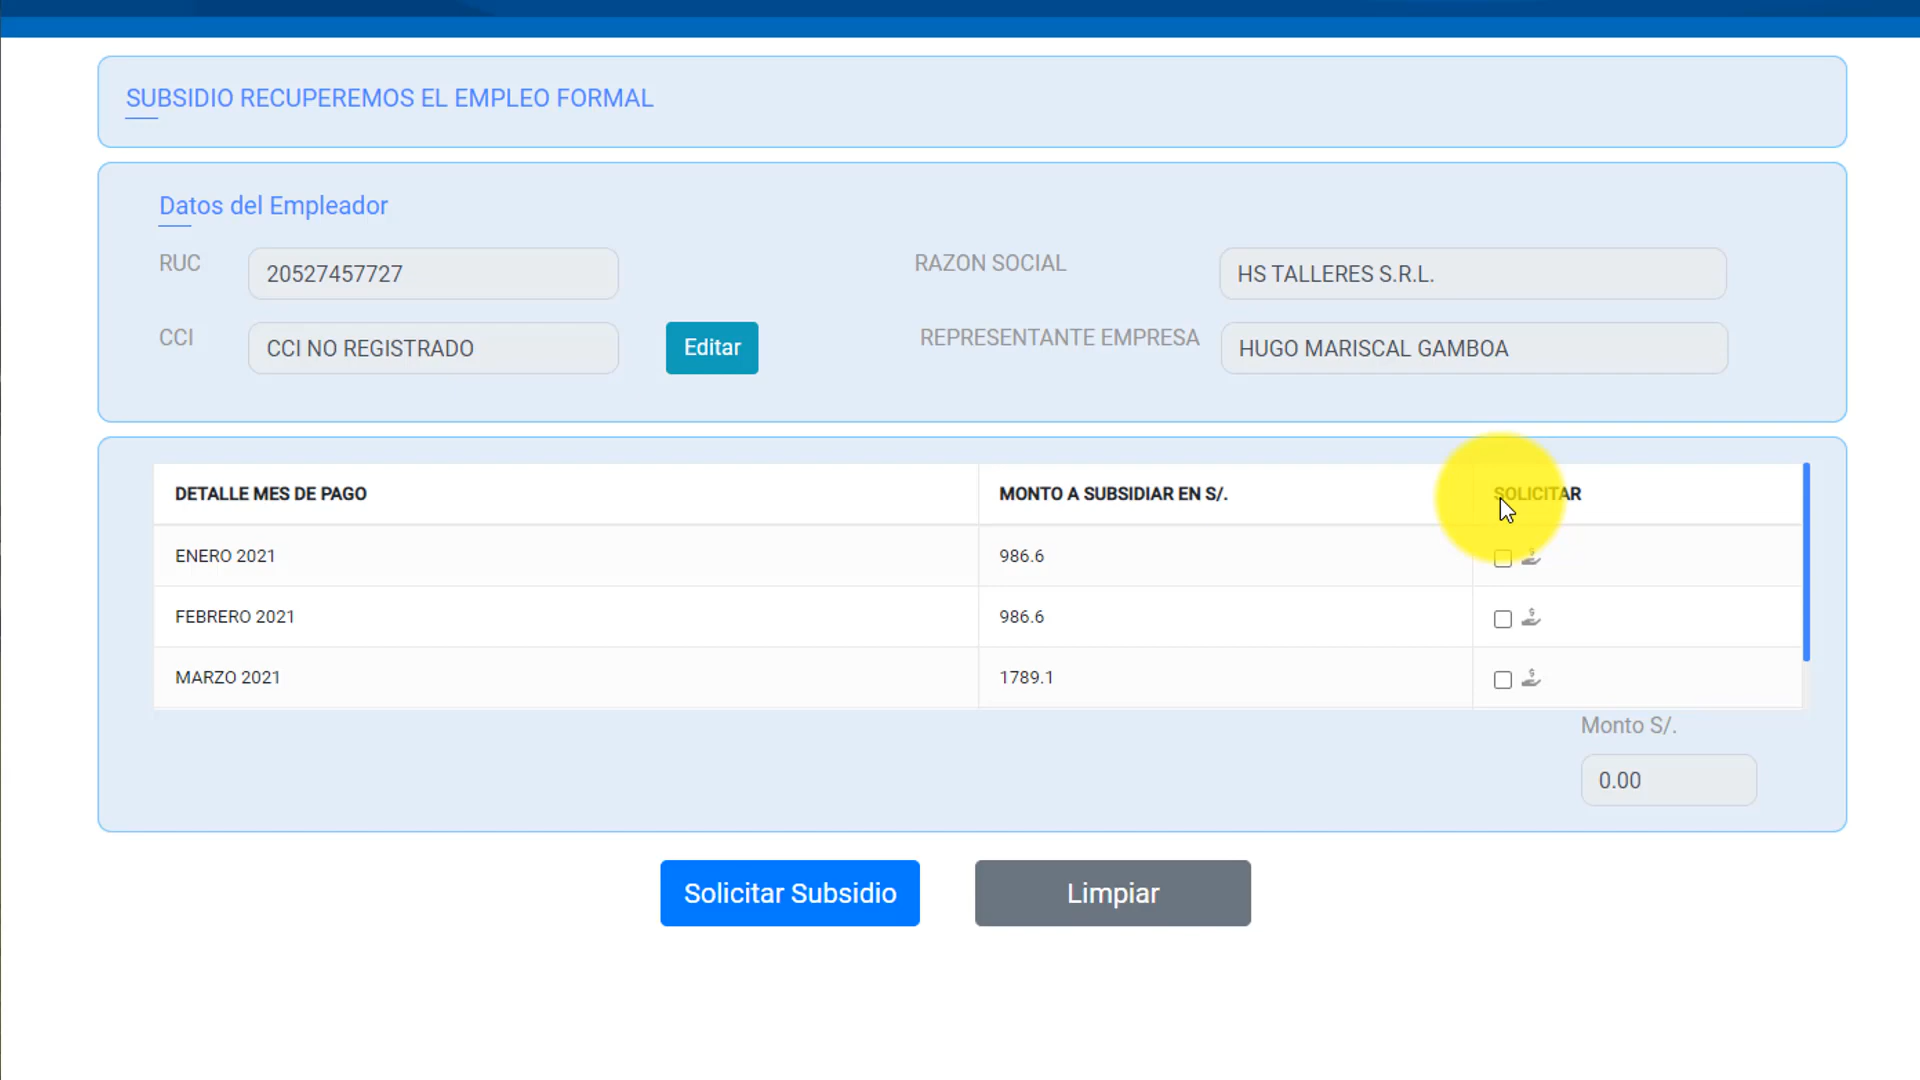 SUBSIDIO RECUPEREMOS EL EMPLEO FORMAL
Datos del Empleador
RUC 20527457727 RAZON SOCIAL HS TALLERES S.R.L.
CCI CCI NO REGISTRADO Editar REPRESENTANTE EMPRESA HUGO MARISCAL GAMBOA
DETALLE MES DE PAGO MONTO A SUBSIDIAR EN S/. SOLICITAR
ENERO 2021 986.6
FEBRERO 2021 986.6
MARZO 2021 1789.1
Monto S/.
0.00
Solicitar Subsidio Limpiar